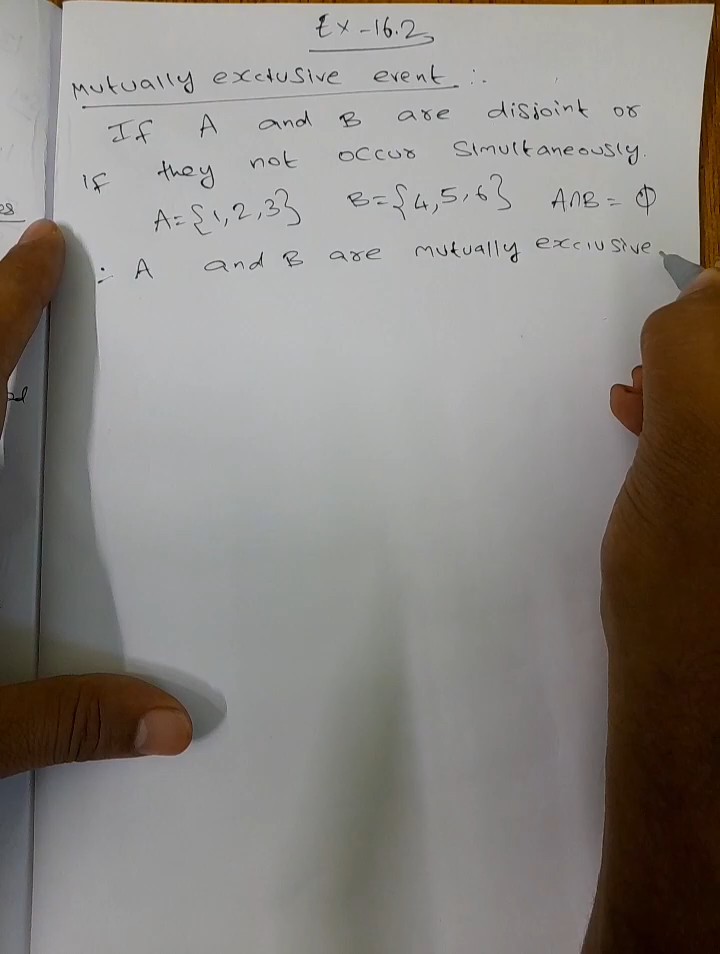 Ex-16.2
Mutually exclusive event :.
If A and B are disjoint or
if they not occur simultaneously.
A={1,2,3} B={4,5,6} A∩B=ϕ
∴ A and B are mutually exclusive.
es